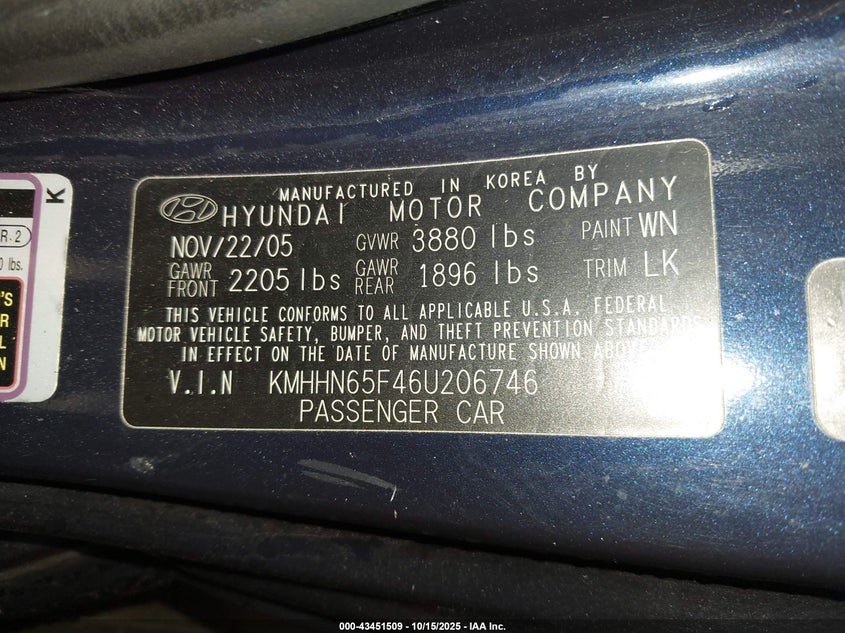 MANUFACTURED IN KOREA BY
HYUNDAI MOTOR COMPANY
NOV/22/05 GVWR 3880 lbs PAINT WN
GAWR FRONT 2205 lbs GAWR REAR 1896 lbs TRIM LK
THIS VEHICLE CONFORMS TO ALL APPLICABLE U.S.A. FEDERAL
MOTOR VEHICLE SAFETY, BUMPER, AND THEFT PREVENTION STANDARDS
IN EFFECT ON THE DATE OF MANUFACTURE SHOWN ABOVE
V.I.N KMHHN65F46U206746
PASSENGER CAR
K
R·2
0 lbs.
'S
R
L
N
000-43451509 - 10/15/2025 - IAA Inc.